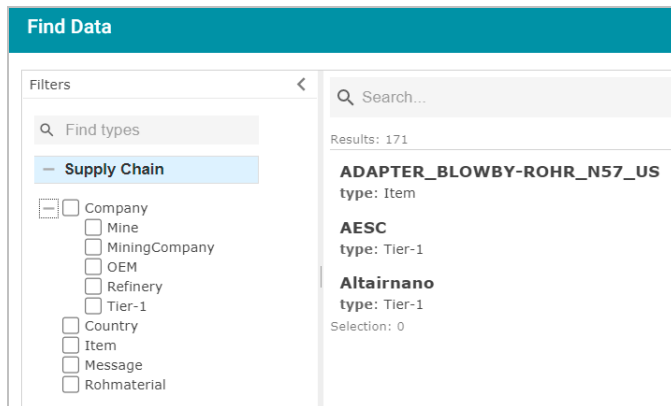 Find Data
Filters
Find types
Supply Chain
Company
Mine
MiningCompany
OEM
Refinery
Tier-1
Country
Item
Message
Rohmaterial
Search...
Results: 171
ADAPTER_BLOWBY-ROHR_N57_US
type: Item
AESC
type: Tier-1
Altairnano
type: Tier-1
Selection: 0